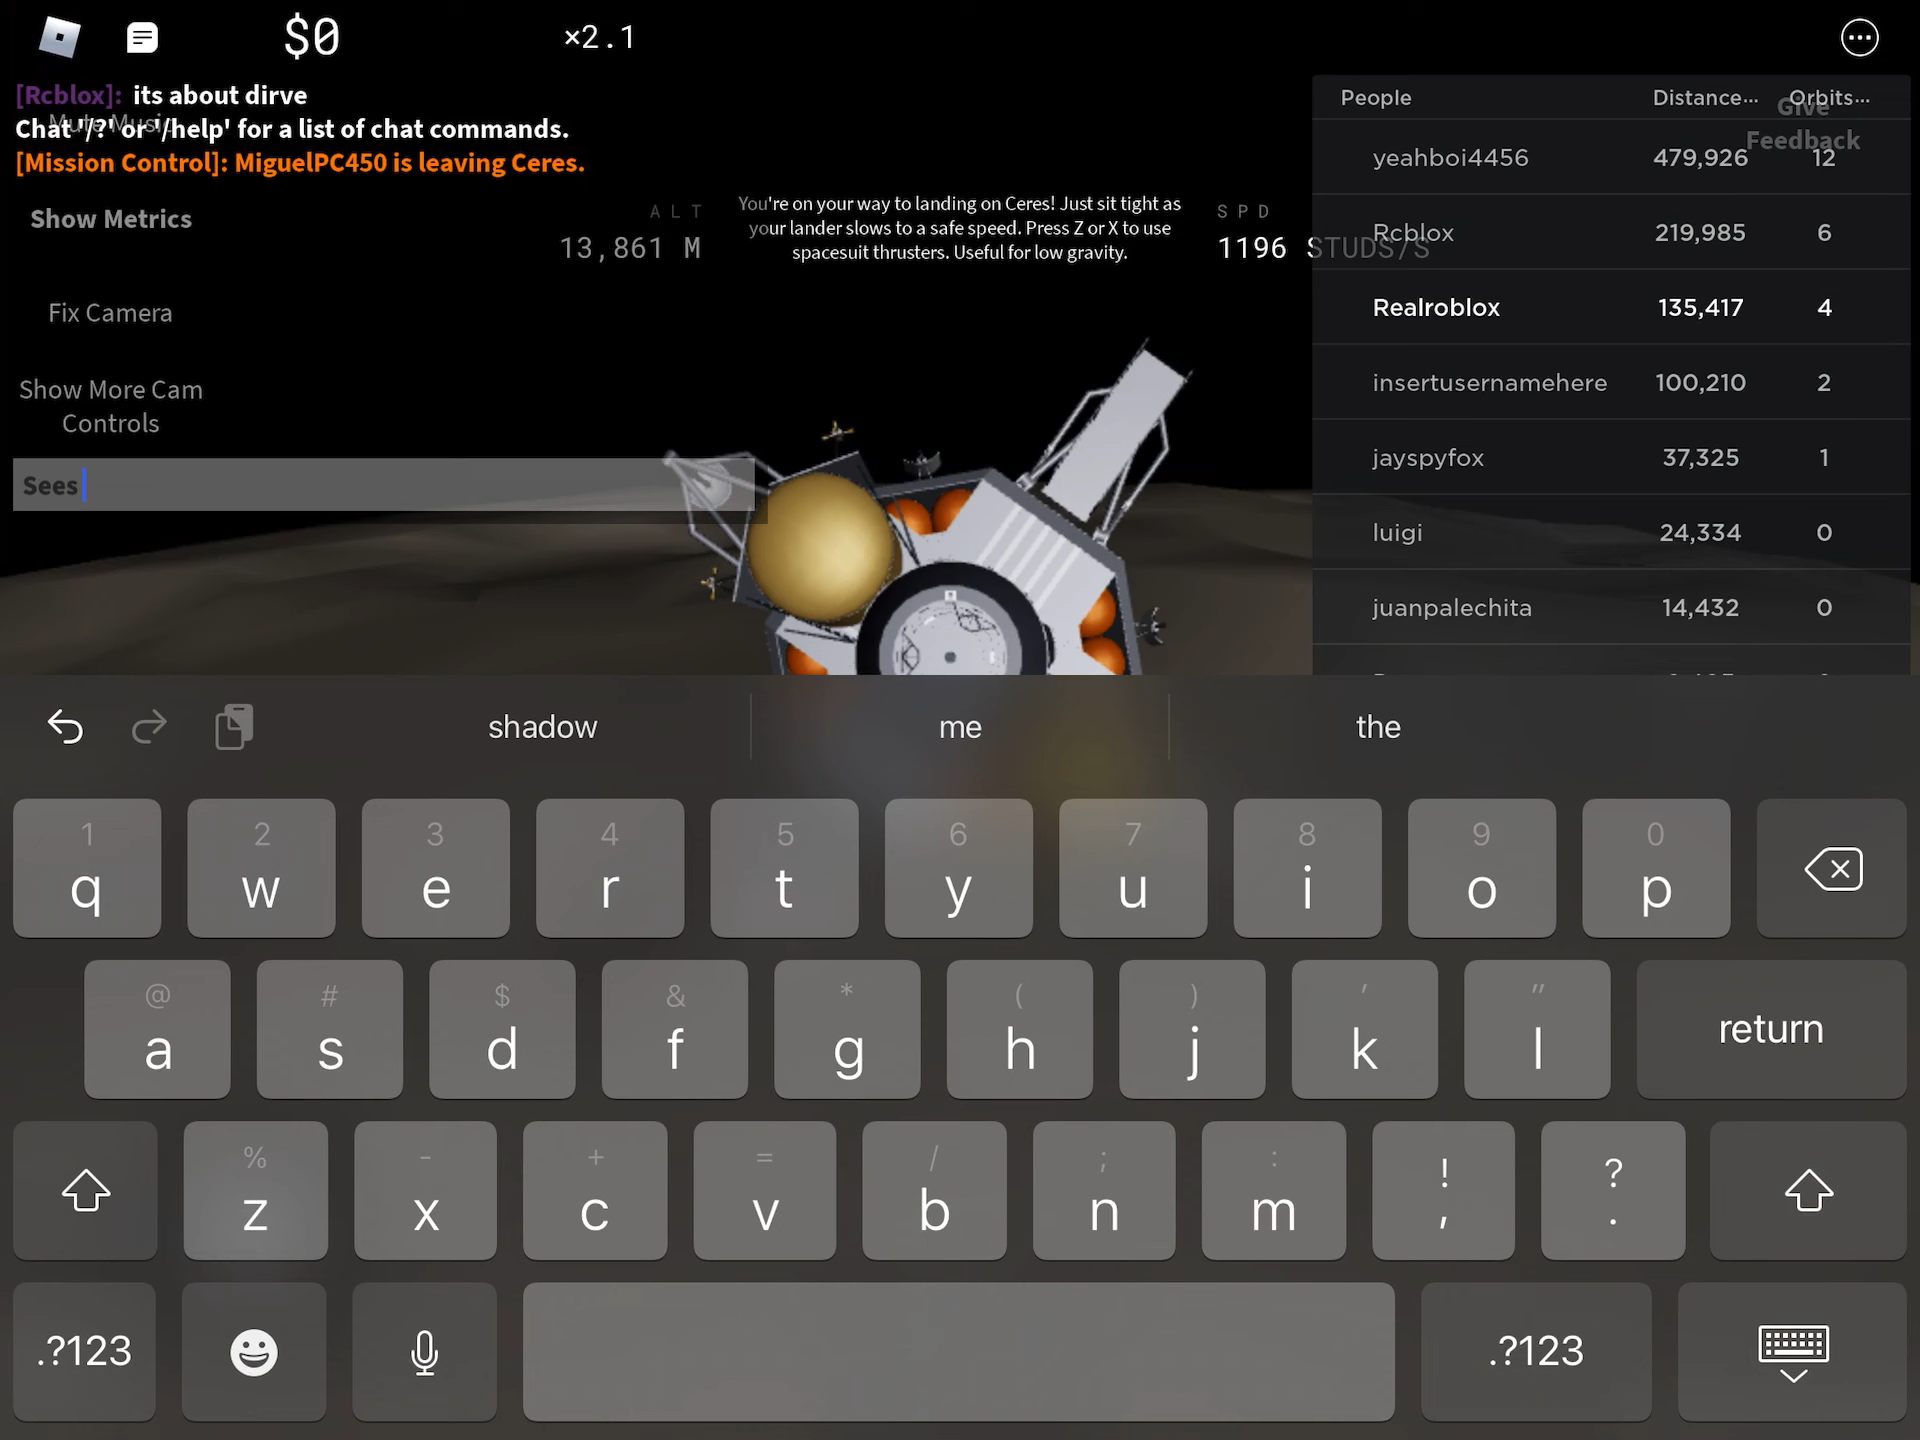 $0
×2.1
[Rcblox]: its about dirve
Mute Music
Chat '/?' or '/help' for a list of chat commands.
[Mission Control]: MiguelPC450 is leaving Ceres.
Show Metrics
Fix Camera
Show More Cam
Controls
Sees
ALT
13,861 M
You're on your way to landing on Ceres! Just sit tight as
your lander slows to a safe speed. Press Z or X to use
spacesuit thrusters. Useful for low gravity.
SPD
1196 STUDS/S
Give
Feedback
People Distance... Orbits...
yeahboi4456 479,926 12
Rcblox 219,985 6
Realroblox 135,417 4
insertusernamehere 100,210 2
jayspyfox 37,325 1
luigi 24,334 0
juanpalechita 14,432 0
shadow me the
1 2 3 4 5 6 7 8 9 0
q w e r t y u i o p
@ # $ & * ( ) ' "
a s d f g h j k l return
% - + = / ; : ! ?
z x c v b n m , .
.?123 .?123